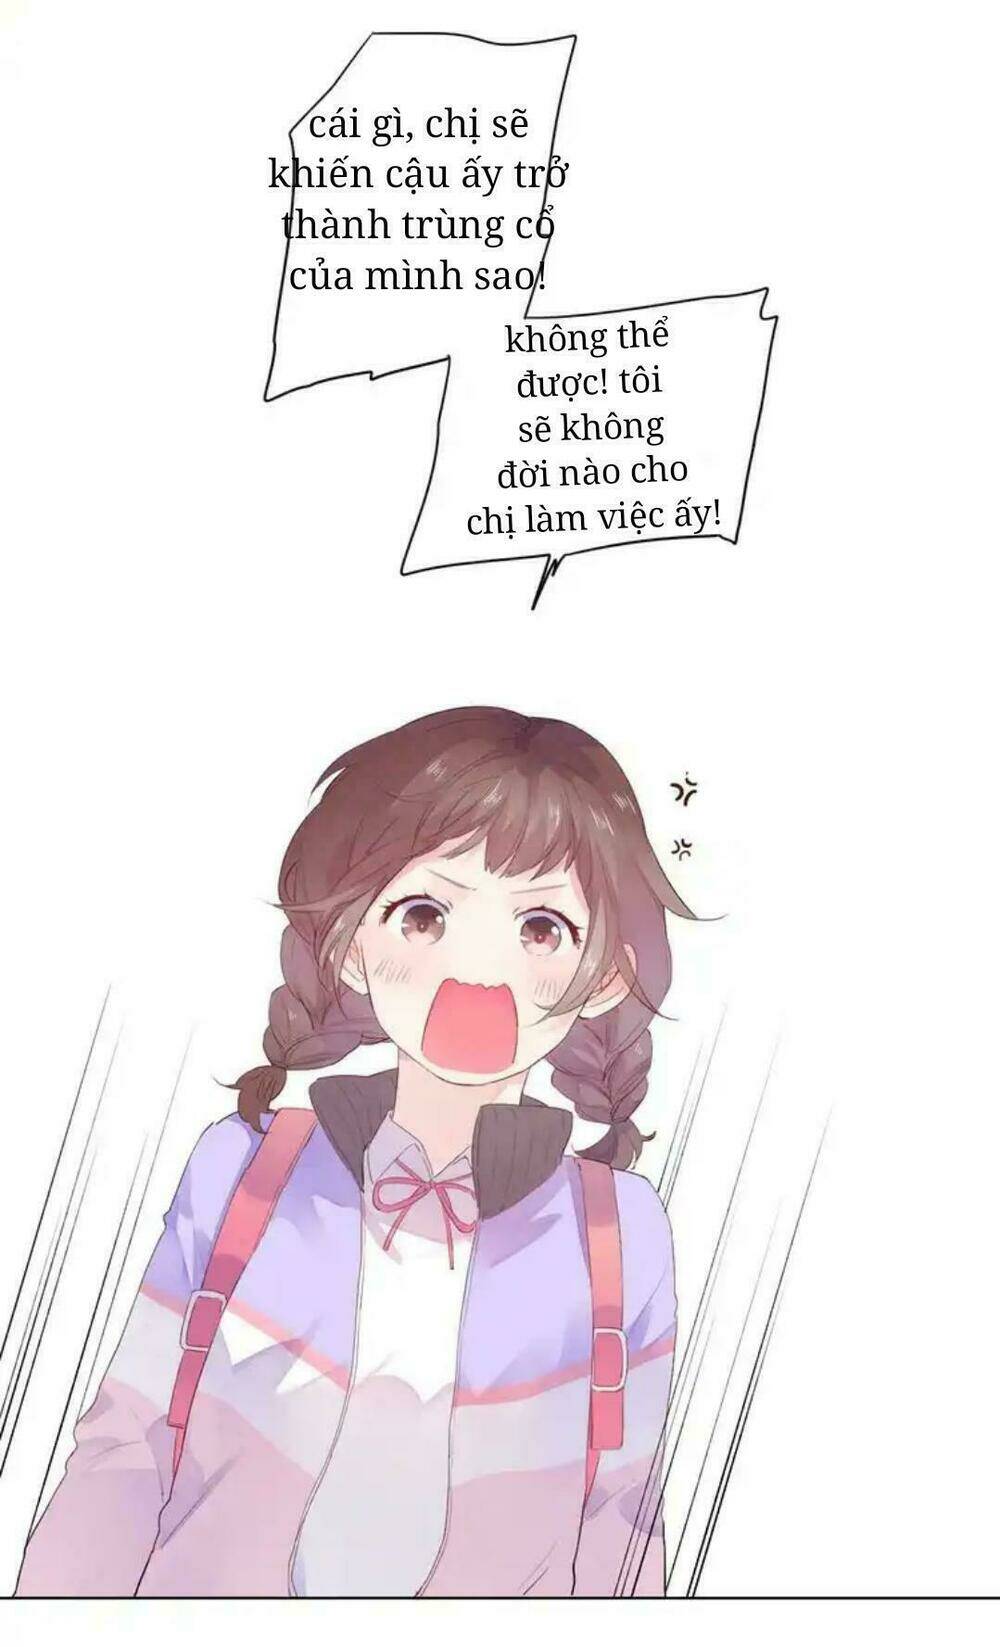 cái gì, chị sẽ
khiến cậu ấy trở
thành trùng cổ
của mình sao!
không thể
được! tôi
sẽ không
đời nào cho
chị làm việc ấy!